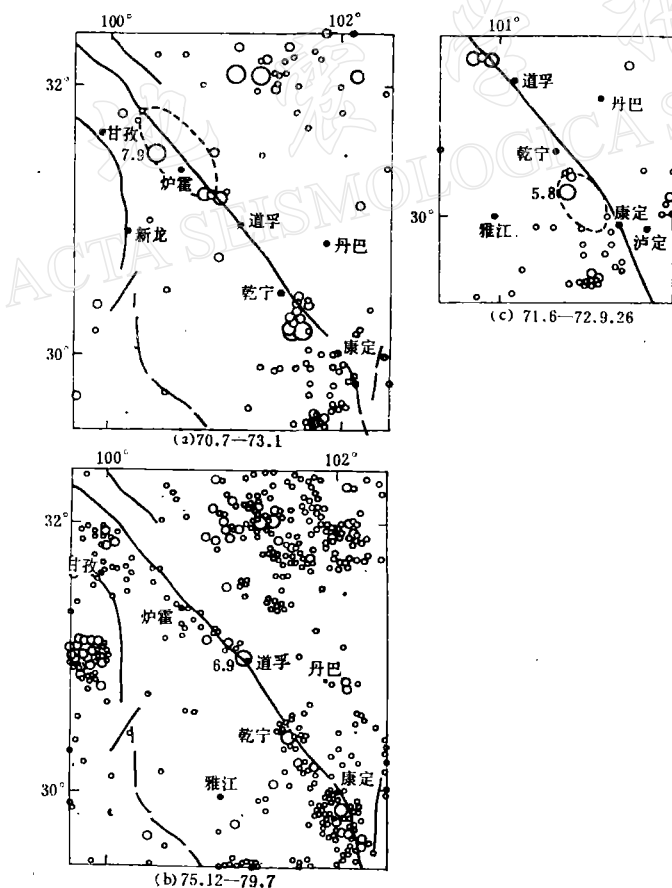 100°
102°
32°
甘孜
7.9
炉霍
新龙
道孚
丹巴
乾宁
30°
康定
(a)70.7—73.1
101°
道孚
丹巴
乾宁
5.8
30°
雅江
康定
泸定
(c) 71.6—72.9.26
100°
102°
32°
甘孜
炉霍
6.9
道孚
丹巴
乾宁
雅江
30°
康定
(b)75.12—79.7
地震学
ACTA SEISMOLOGICA S